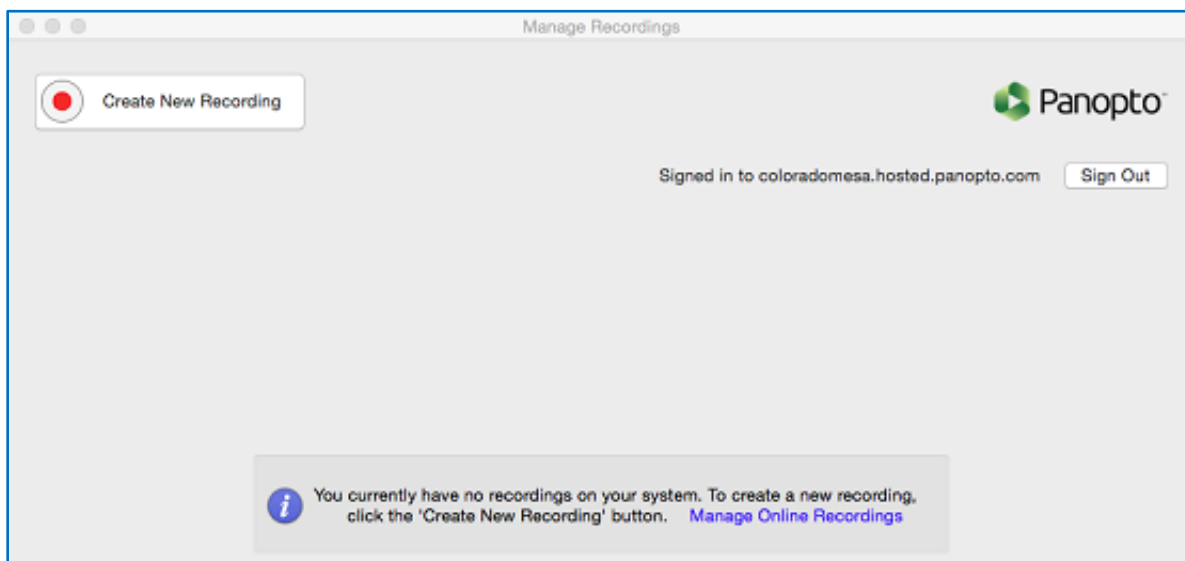 Manage Recordings
Create New Recording
Panopto™
Signed in to coloradomesa.hosted.panopto.com
Sign Out
You currently have no recordings on your system. To create a new recording,
click the 'Create New Recording' button. Manage Online Recordings